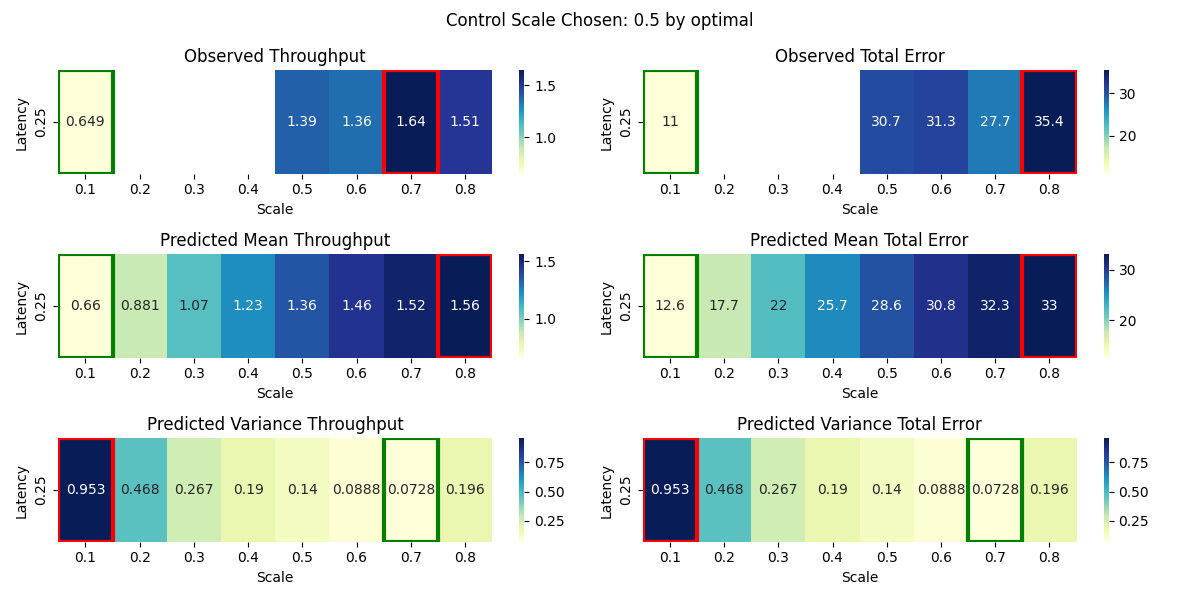 Control Scale Chosen: 0.5 by optimal
Observed Throughput
Latency
0.25
0.649 1.39 1.36 1.64 1.51
0.1 0.2 0.3 0.4 0.5 0.6 0.7 0.8
Scale
1.5
1.0
Observed Total Error
Latency
0.25
11 30.7 31.3 27.7 35.4
0.1 0.2 0.3 0.4 0.5 0.6 0.7 0.8
Scale
30
20
Predicted Mean Throughput
Latency
0.25
0.66 0.881 1.07 1.23 1.36 1.46 1.52 1.56
0.1 0.2 0.3 0.4 0.5 0.6 0.7 0.8
Scale
1.5
1.0
Predicted Mean Total Error
Latency
0.25
12.6 17.7 22 25.7 28.6 30.8 32.3 33
0.1 0.2 0.3 0.4 0.5 0.6 0.7 0.8
Scale
30
20
Predicted Variance Throughput
Latency
0.25
0.953 0.468 0.267 0.19 0.14 0.0888 0.0728 0.196
0.1 0.2 0.3 0.4 0.5 0.6 0.7 0.8
Scale
0.75
0.50
0.25
Predicted Variance Total Error
Latency
0.25
0.953 0.468 0.267 0.19 0.14 0.0888 0.0728 0.196
0.1 0.2 0.3 0.4 0.5 0.6 0.7 0.8
Scale
0.75
0.50
0.25